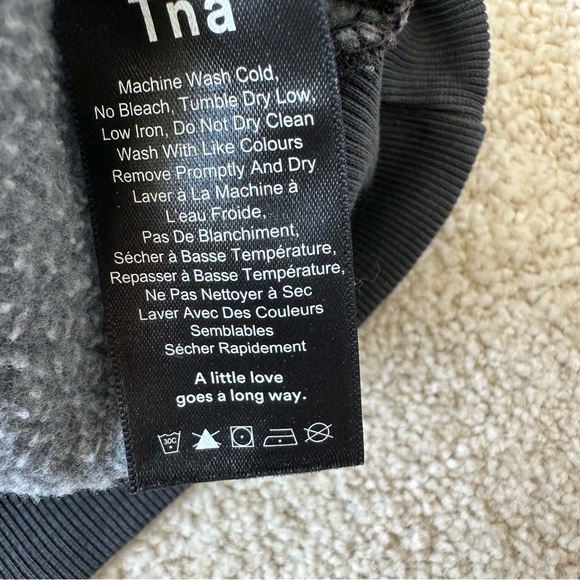 Tna
Machine Wash Cold,
No Bleach, Tumble Dry Low,
Low Iron, Do Not Dry Clean
Wash With Like Colours
Remove Promptly And Dry
Laver à La Machine à
L'eau Froide,
Pas De Blanchiment,
Sécher à Basse Température,
Repasser à Basse Température,
Ne Pas Nettoyer à Sec
Laver Avec Des Couleurs
Semblables
Sécher Rapidement
A little love
goes a long way.
30C